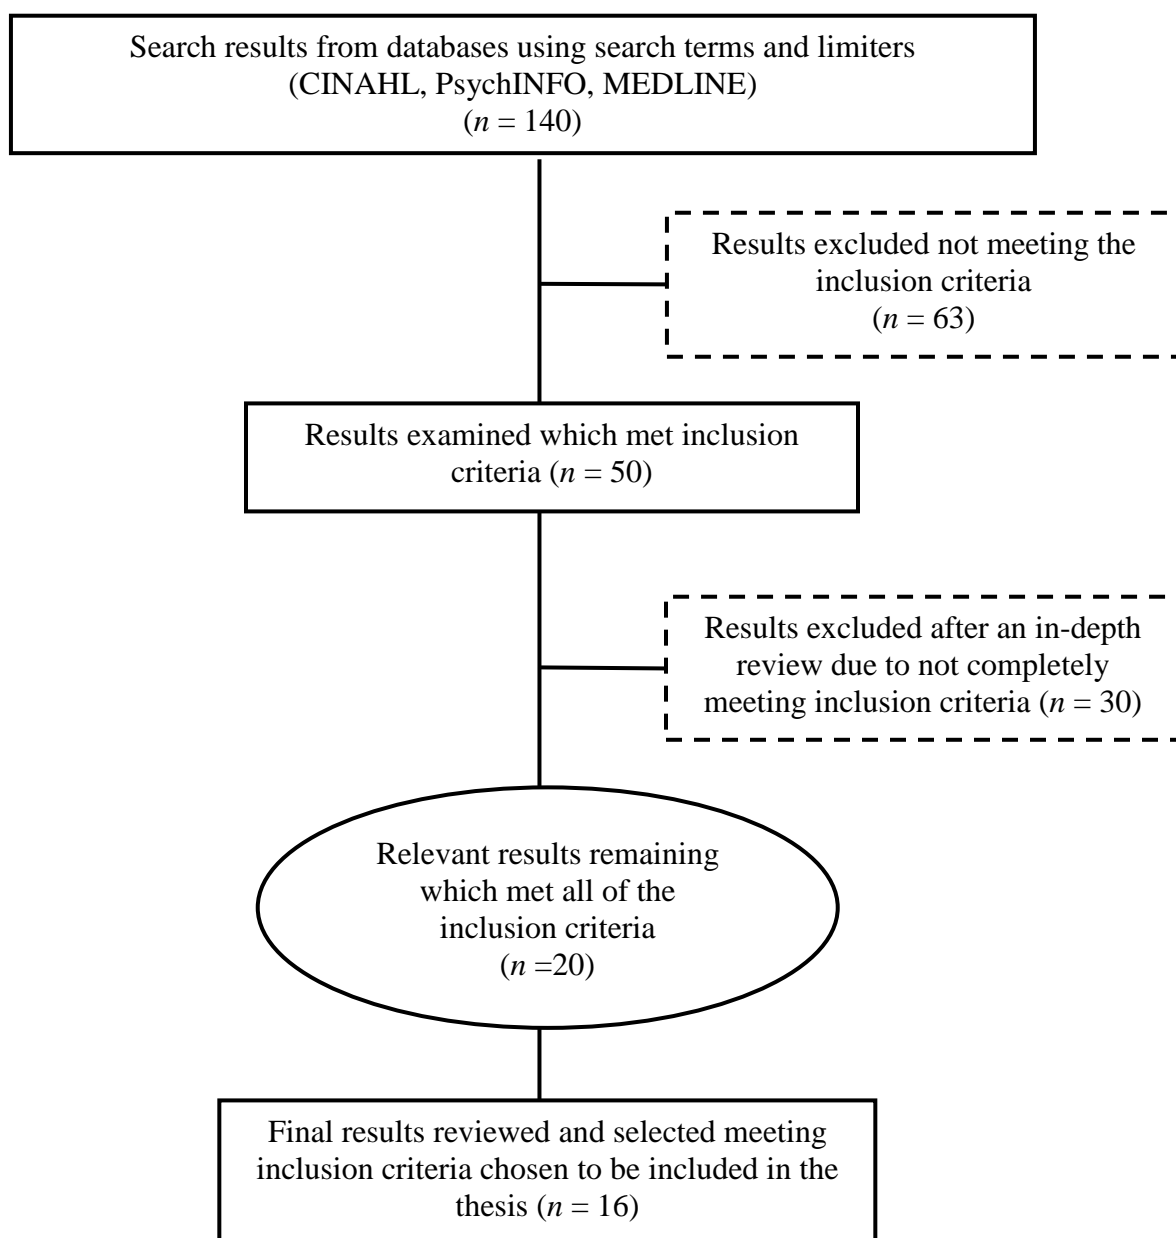 Search results from databases using search terms and limiters
(CINAHL, PsychINFO, MEDLINE)
(n = 140)
Results excluded not meeting the
inclusion criteria
(n = 63)
Results examined which met inclusion
criteria (n = 50)
Results excluded after an in-depth
review due to not completely
meeting inclusion criteria (n = 30)
Relevant results remaining
which met all of the
inclusion criteria
(n =20)
Final results reviewed and selected meeting
inclusion criteria chosen to be included in the
thesis (n = 16)